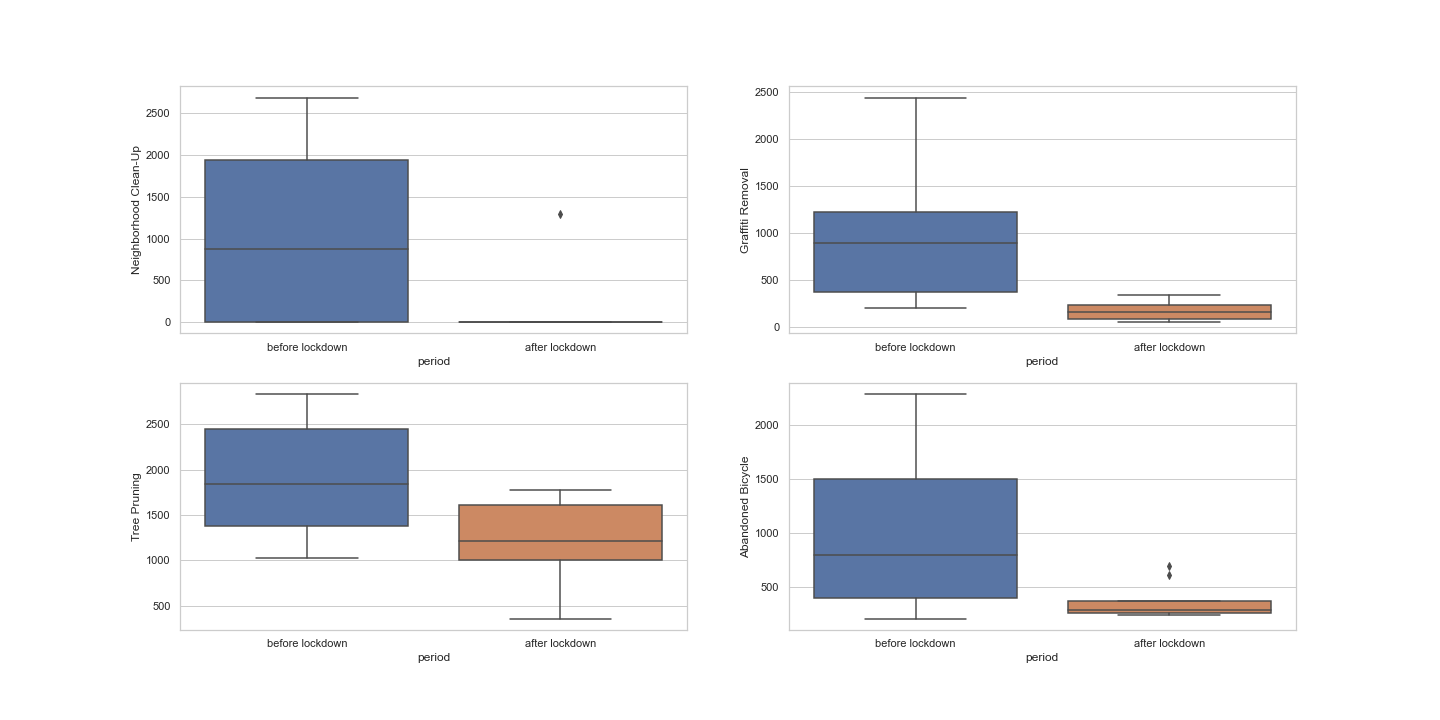 Neighborhood Clean-Up
2500
2000
1500
1000
500
0
before lockdown
after lockdown
period
Graffiti Removal
2500
2000
1500
1000
500
0
before lockdown
after lockdown
period
Tree Pruning
2500
2000
1500
1000
500
before lockdown
after lockdown
period
Abandoned Bicycle
2000
1500
1000
500
before lockdown
after lockdown
period